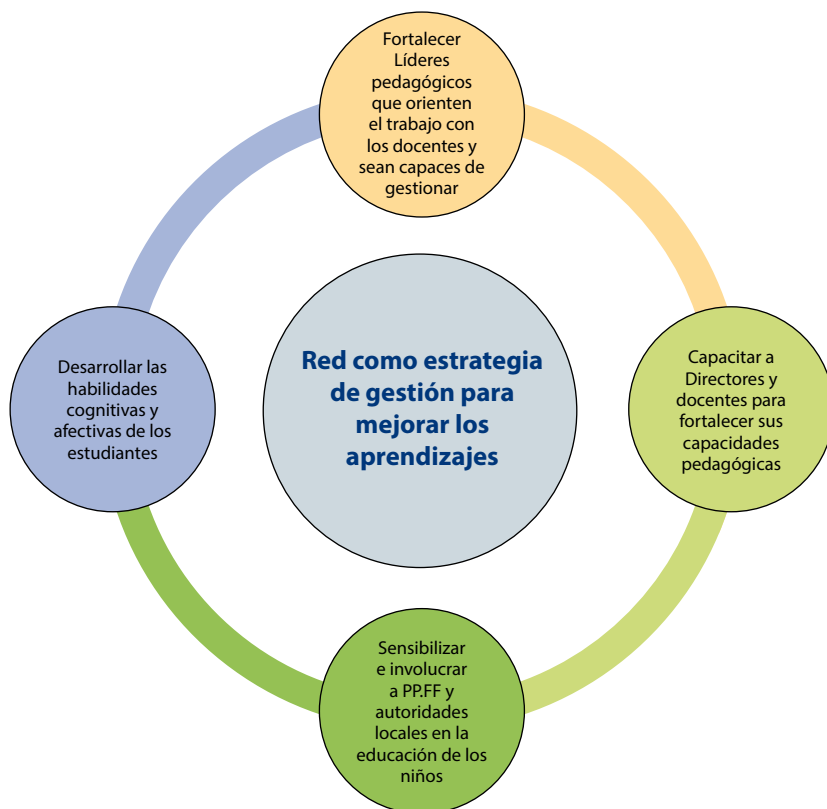 Fortalecer
Líderes
pedagógicos
que orienten
el trabajo con
los docentes y
sean capaces de
gestionar
Red como estrategia
de gestión para
mejorar los
aprendizajes
Capacitar a
Directores y
docentes para
fortalecer sus
capacidades
pedagógicas
Sensibilizar
e involucrar
a PP.FF y
autoridades
locales en la
educación de los
niños
Desarrollar las
habilidades
cognitivas y
afectivas de los
estudiantes